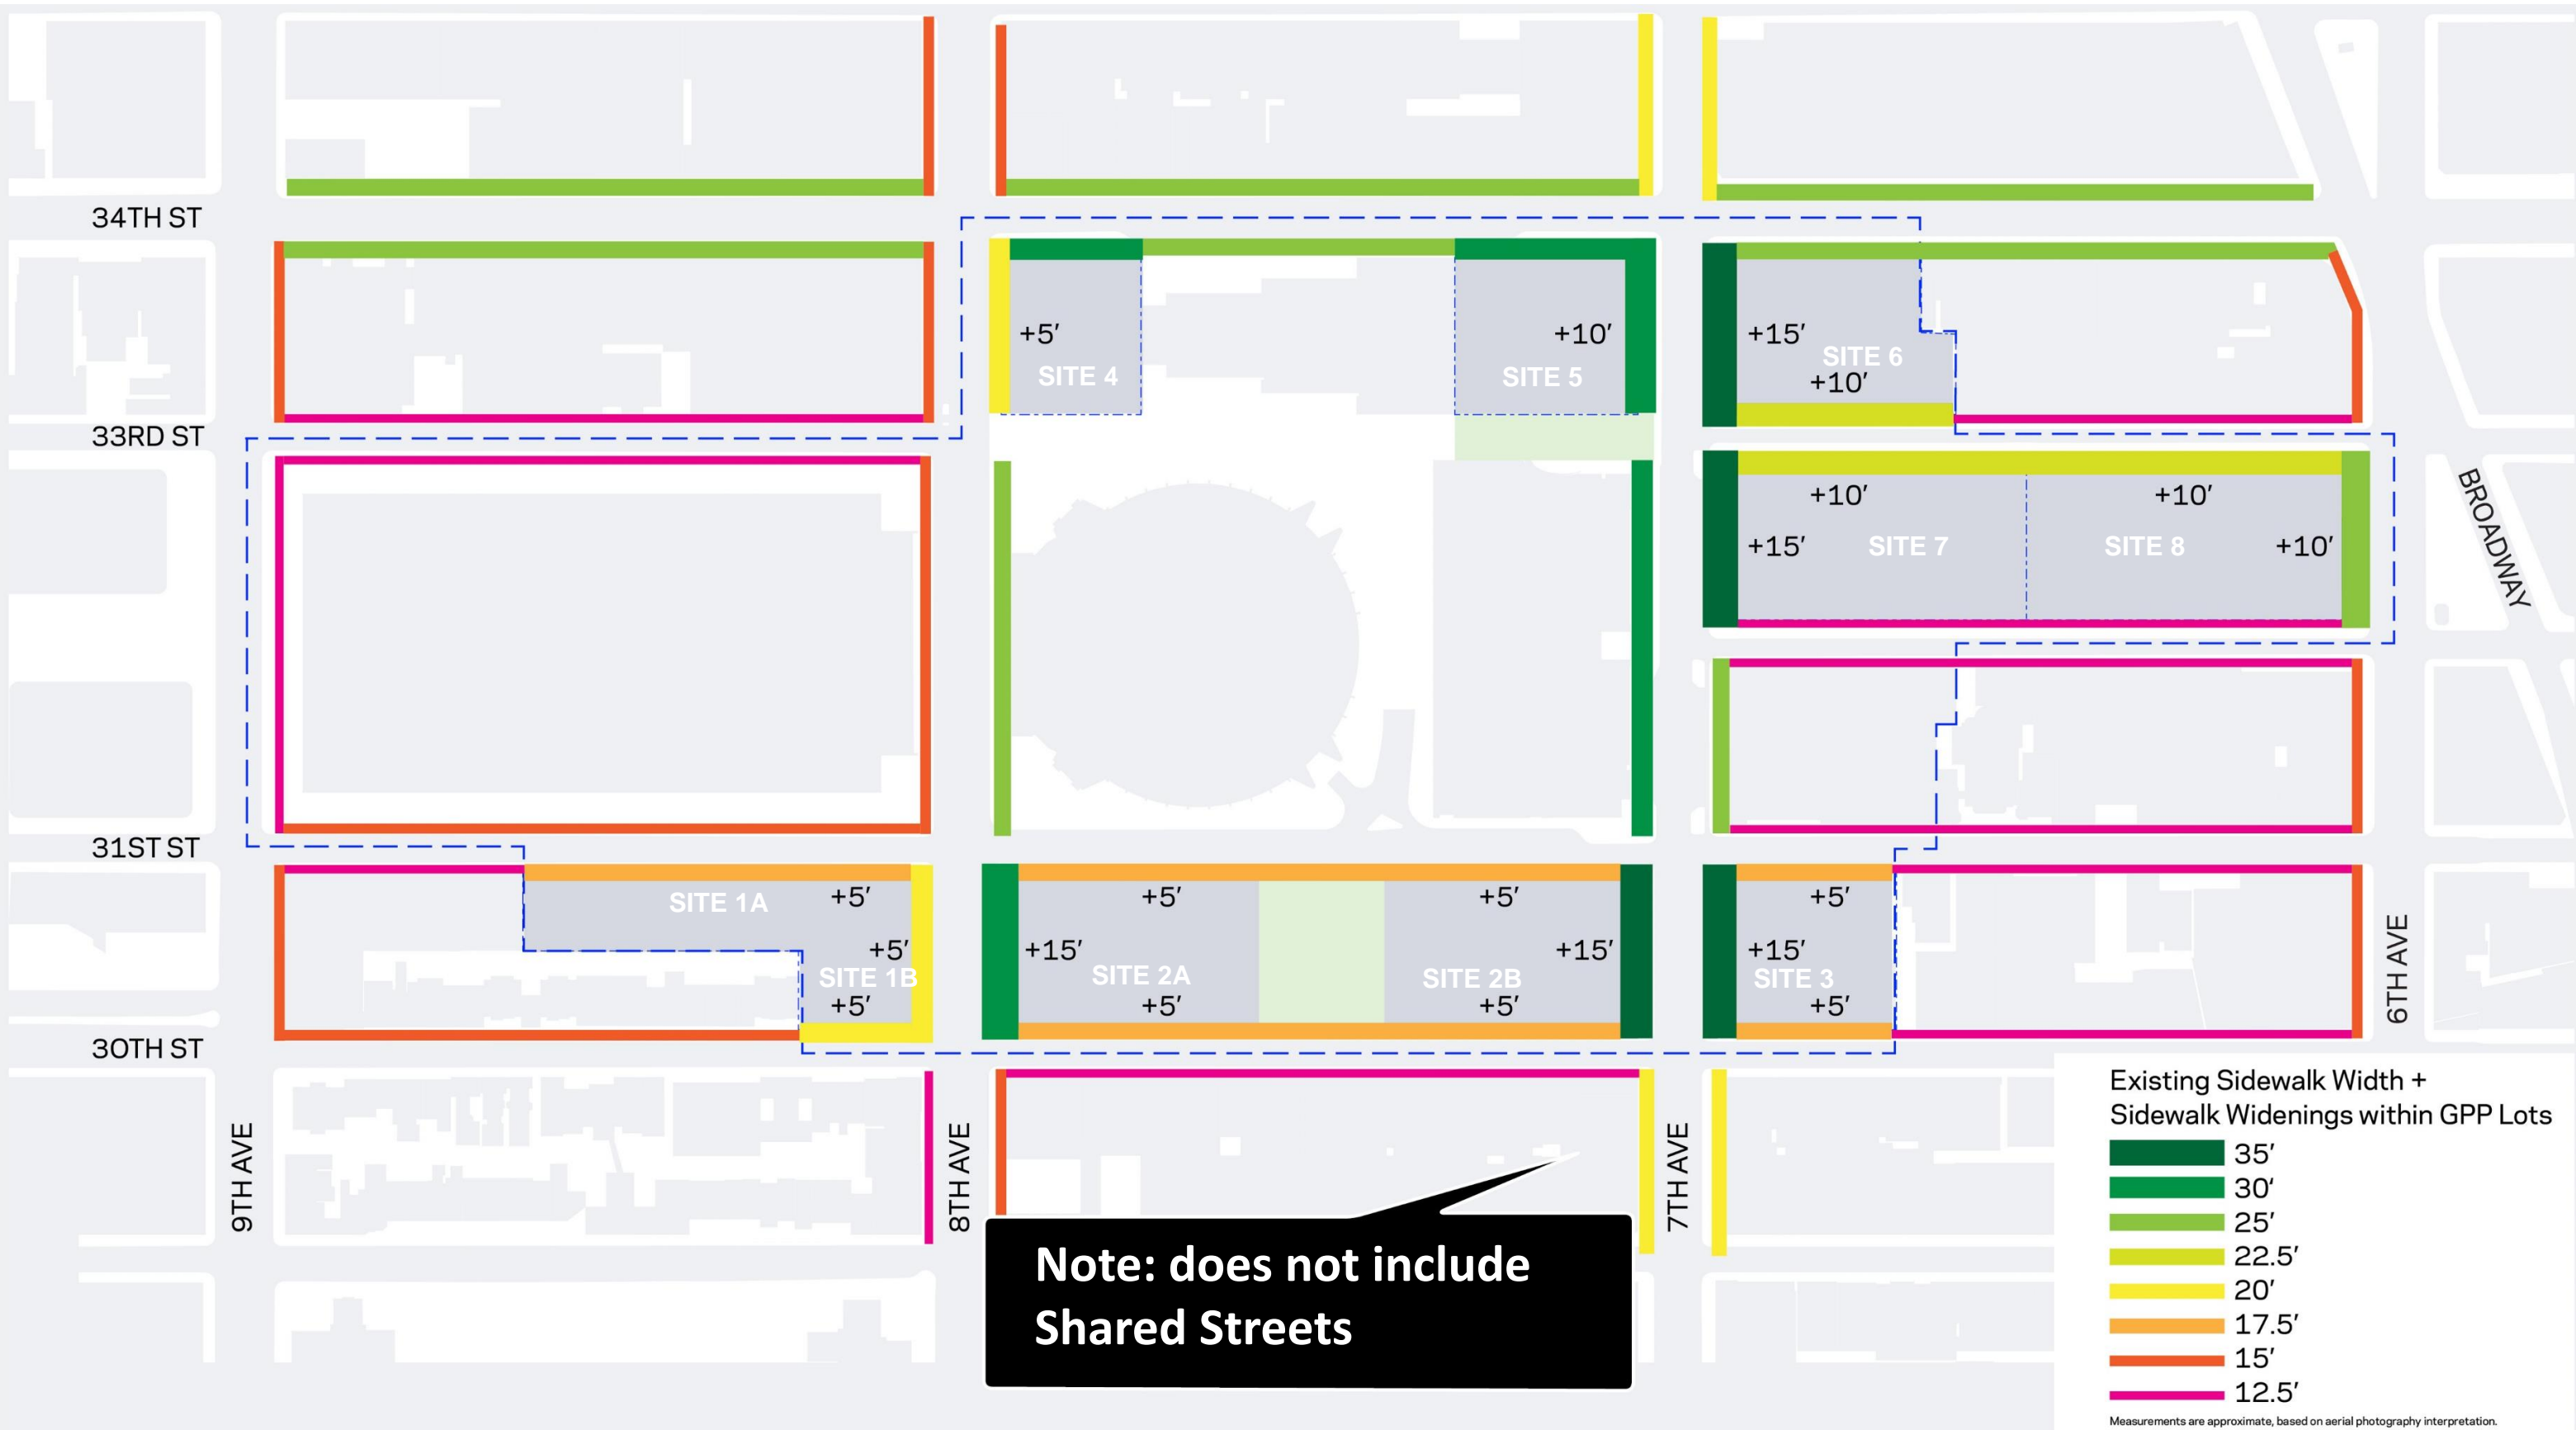 34TH ST
+5’
SITE 4
+10’
SITE 5
+15’
SITE 6
+10’
33RD ST
+10’
+10’
+15’
SITE 7
SITE 8
+10’
BROADWAY
31ST ST
SITE 1A
+5’
+5’
SITE 1B
+5’
+5’
+5’
+15’
+15’
SITE 2A
SITE 2B
+5’
+5’
+5’
+15’
SITE 3
+5’
30TH ST
6TH AVE
9TH AVE
8TH AVE
7TH AVE
Note: does not include
Shared Streets
Existing Sidewalk Width +
Sidewalk Widenings within GPP Lots
35’
30‘
25’
22.5’
20’
17.5’
15’
12.5’
Measurements are approximate, based on aerial photography interpretation.